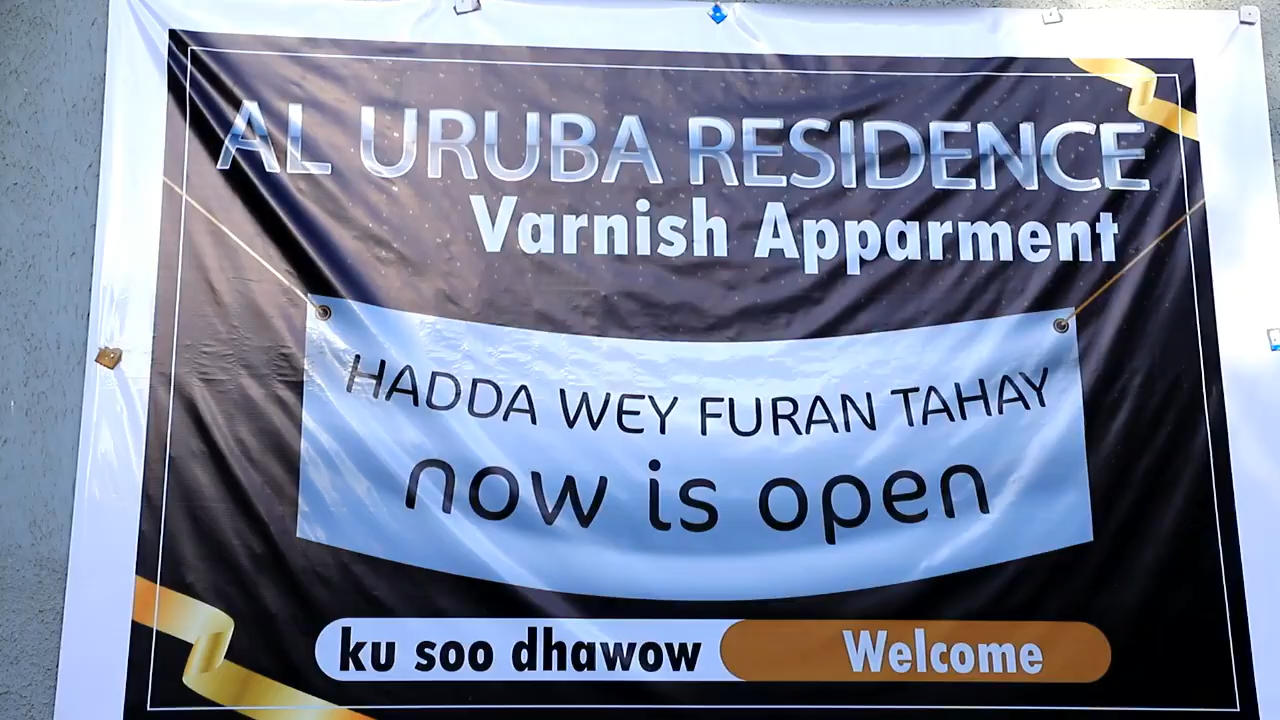 AL URUBA RESIDENCE
Varnish Apparment
HADDA WEY FURAN TAHAY
now is open
ku soo dhawow Welcome